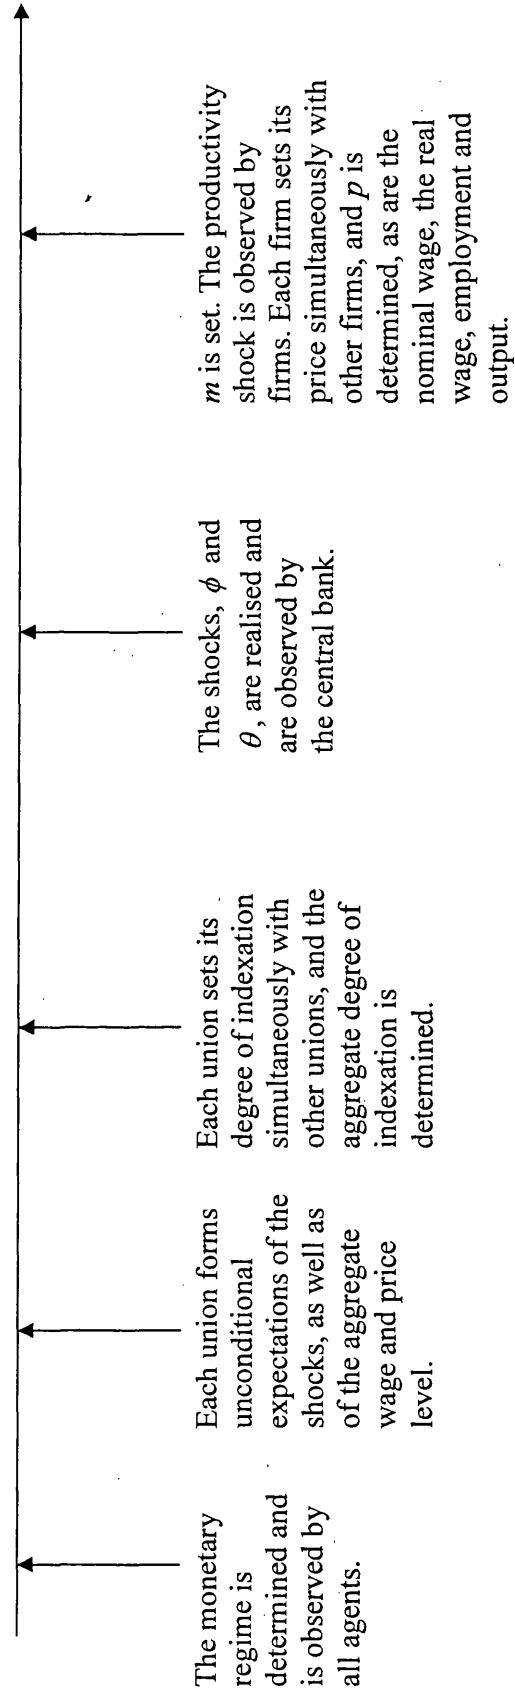 The monetary
regime is
determined and
is observed by
all agents.
Each union forms
unconditional
expectations of the
shocks, as well as
of the aggregate
wage and price
level.
Each union sets its
degree of indexation
simultaneously with
other unions, and the
aggregate degree of
indexation is
determined.
The shocks, ϕ and
θ, are realised and
are observed by
the central bank.
m is set. The productivity
shock is observed by
firms. Each firm sets its
price simultaneously with
other firms, and p is
determined, as are the
nominal wage, the real
wage, employment and
output.